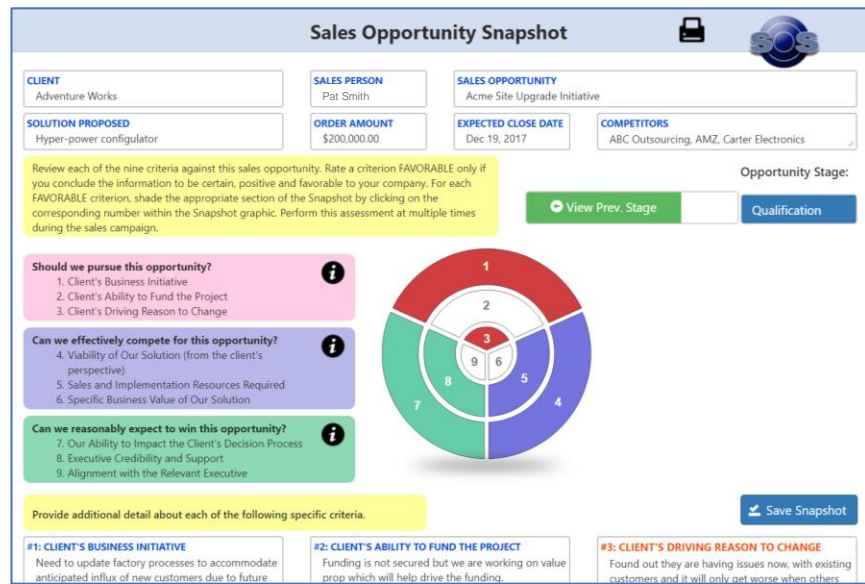 Sales Opportunity Snapshot
SOS
CLIENT
Adventure Works
SALES PERSON
Pat Smith
SALES OPPORTUNITY
Acme Site Upgrade Initiative
SOLUTION PROPOSED
Hyper-power configulator
ORDER AMOUNT
$200,000.00
EXPECTED CLOSE DATE
Dec 19, 2017
COMPETITORS
ABC Outsourcing, AMZ, Carter Electronics
Review each of the nine criteria against this sales opportunity. Rate a criterion FAVORABLE only if
you conclude the information to be certain, positive and favorable to your company. For each
FAVORABLE criterion, shade the appropriate section of the Snapshot by clicking on the
corresponding number within the Snapshot graphic. Perform this assessment at multiple times
during the sales campaign.
Opportunity Stage:
View Prev. Stage
Qualification
Should we pursue this opportunity?
1. Client's Business Initiative
2. Client's Ability to Fund the Project
3. Client's Driving Reason to Change
Can we effectively compete for this opportunity?
4. Viability of Our Solution (from the client's
perspective)
5. Sales and Implementation Resources Required
6. Specific Business Value of Our Solution
Can we reasonably expect to win this opportunity?
7. Our Ability to Impact the Client's Decision Process
8. Executive Credibility and Support
9. Alignment with the Relevant Executive
1
2
3
9 6
8 5
7 4
Provide additional detail about each of the following specific criteria.
Save Snapshot
#1: CLIENT'S BUSINESS INITIATIVE
Need to update factory processes to accommodate
anticipated influx of new customers due to future
#2: CLIENT'S ABILITY TO FUND THE PROJECT
Funding is not secured but we are working on value
prop which will help drive the funding.
#3: CLIENT'S DRIVING REASON TO CHANGE
Found out they are having issues now, with existing
customers and it will only get worse when others